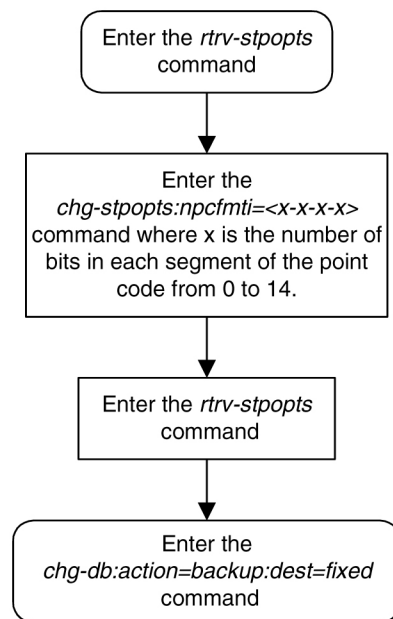 Enter the rtrv-stpopts
command
Enter the
chg-stpopts:npcfmti=<x-x-x-x>
command where x is the number of
bits in each segment of the point
code from 0 to 14.
Enter the rtrv-stpopts
command
Enter the
chg-db:action=backup:dest=fixed
command